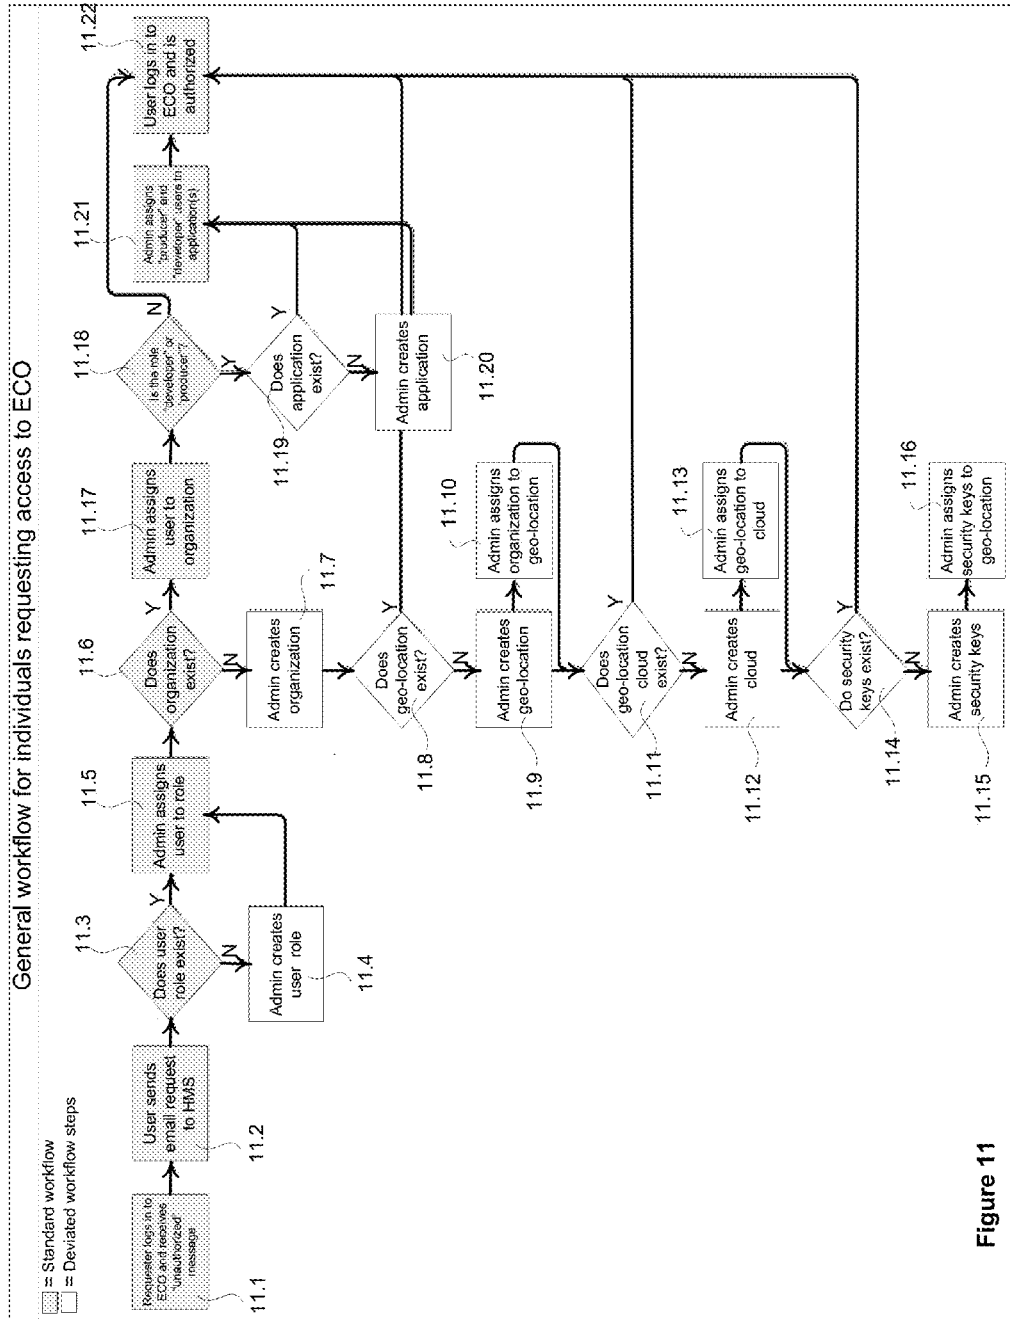 General workflow for individuals requesting access to ECO
= Standard workflow
= Deviated workflow steps
Requester logs in to
ECO and receives
"unauthorized"
message
11.1
User sends
email request
to HMS
11.2
Does user
role exist?
11.3
Y
N
Admin creates
user role
11.4
Admin assigns
user to role
11.5
Does
organization
exist?
11.6
Y
N
Admin creates
organization
11.7
Does
geo-location
exist?
11.8
Y
N
Admin creates
geo-location
11.9
Admin assigns
organization to
geo-location
11.10
Does
geo-location
cloud
exist?
11.11
Y
N
Admin creates
cloud
11.12
Admin assigns
geo-location to
cloud
11.13
Do security
keys exist?
11.14
Y
N
Admin creates
security keys
11.15
Admin assigns
security keys to
geo-location
11.16
Admin assigns
user to
organization
11.17
Is the role
"developer" or
"producer"?
11.18
N
Y
Does
application
exist?
11.19
Y
N
Admin creates
application
11.20
Admin assigns
"producer" and
"developer" users to
application(s)
11.21
User logs in to
ECO and is
authorized
11.22
Figure 11